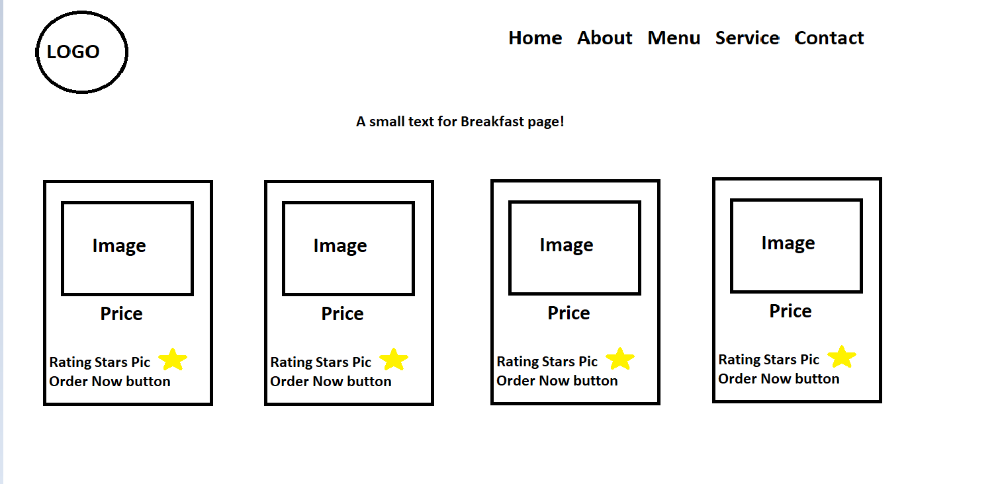 LOGO
Home About Menu Service Contact
A small text for Breakfast page!
Image
Price
Rating Stars Pic
Order Now button
Image
Price
Rating Stars Pic
Order Now button
Image
Price
Rating Stars Pic
Order Now button
Image
Price
Rating Stars Pic
Order Now button